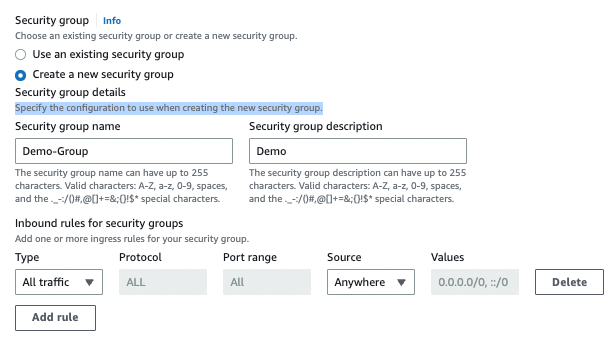 Security group Info
Choose an existing security group or create a new security group.
Use an existing security group
Create a new security group
Security group details
Specify the configuration to use when creating the new security group.
Security group name Security group description
Demo-Group Demo
The security group name can have up to 255 The security group description can have up to 255
characters. Valid characters: A-Z, a-z, 0-9, spaces, characters. Valid characters: A-Z, a-z, 0-9, spaces,
and the ._-:/()#,@[]+=&;{}!$* special characters. and the ._-:/()#,@[]+=&;{}!$* special characters.
Inbound rules for security groups
Add one or more ingress rules for your security group.
Type Protocol Port range Source Values
All traffic ALL All Anywhere 0.0.0.0/0, ::/0 Delete
Add rule